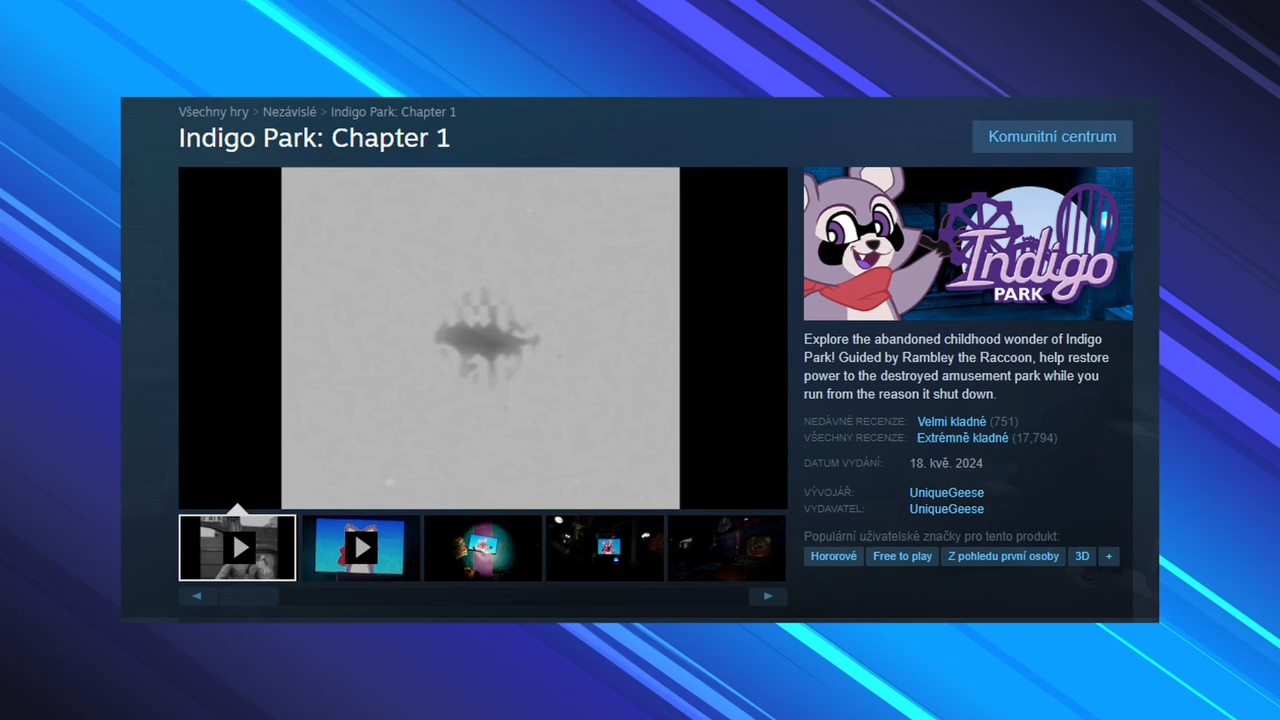 Všechny hry > Nezávislé > Indigo Park: Chapter 1
Indigo Park: Chapter 1
Komunitní centrum
Indigo
PARK
Explore the abandoned childhood wonder of Indigo
Park! Guided by Rambley the Raccoon, help restore
power to the destroyed amusement park while you
run from the reason it shut down.
NEDÁVNÉ RECENZE: Velmi kladné (751)
VŠECHNY RECENZE: Extrémně kladné (17,794)
DATUM VYDÁNÍ: 18. kvě. 2024
VÝVOJÁŘ: UniqueGeese
VYDAVATEL: UniqueGeese
Populární uživatelské značky pro tento produkt:
Hororové Free to play Z pohledu první osoby 3D +